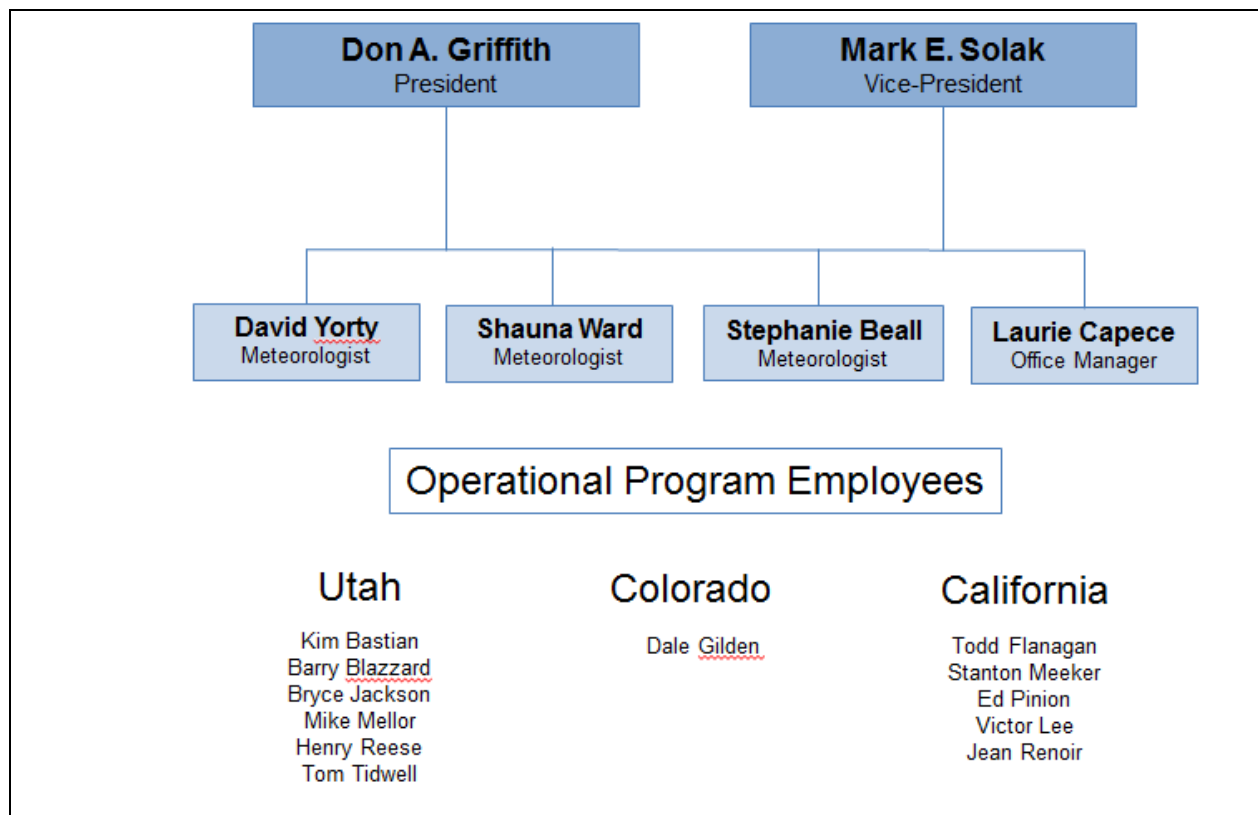 Don A. Griffith
President
Mark E. Solak
Vice-President
David Yorty
Meteorologist
Shauna Ward
Meteorologist
Stephanie Beall
Meteorologist
Laurie Capece
Office Manager
Operational Program Employees
Utah
Kim Bastian
Barry Blazzard
Bryce Jackson
Mike Mellor
Henry Reese
Tom Tidwell
Colorado
Dale Gilden
California
Todd Flanagan
Stanton Meeker
Ed Pinion
Victor Lee
Jean Renoir